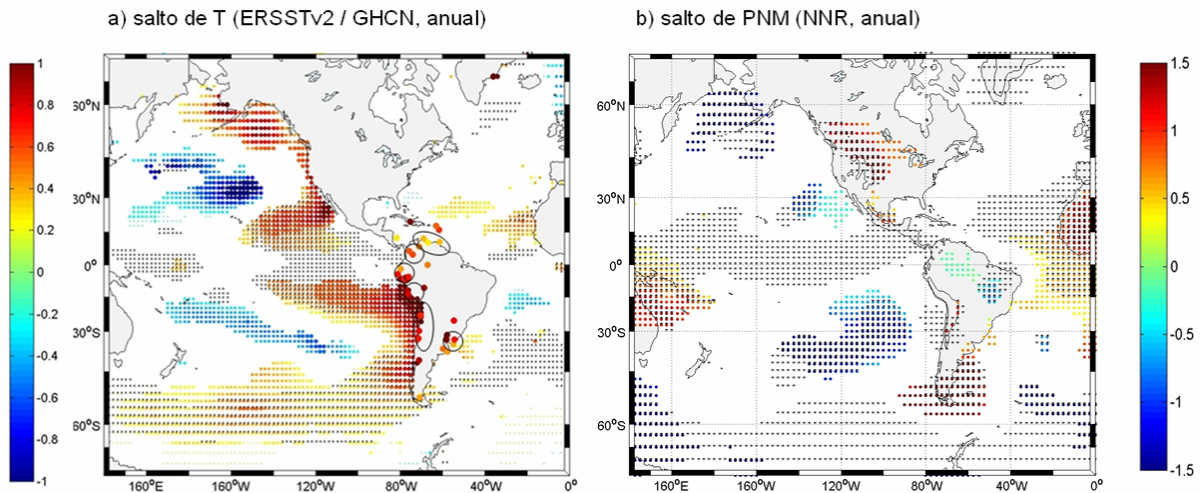 a) salto de T (ERSSTv2 / GHCN, anual)
b) salto de PNM (NNR, anual)
1
0.8
0.6
0.4
0.2
0
-0.2
-0.4
-0.6
-0.8
-1
30°N
30°N
0°
30°S
60°S
160°E
160°W
120°W
80°W
40°W
0°
60°N
30°N
0°
30°S
60°S
160°E
160°W
120°W
80°W
40°W
0°
1.5
1
0.5
0
-0.5
-1
-1.5